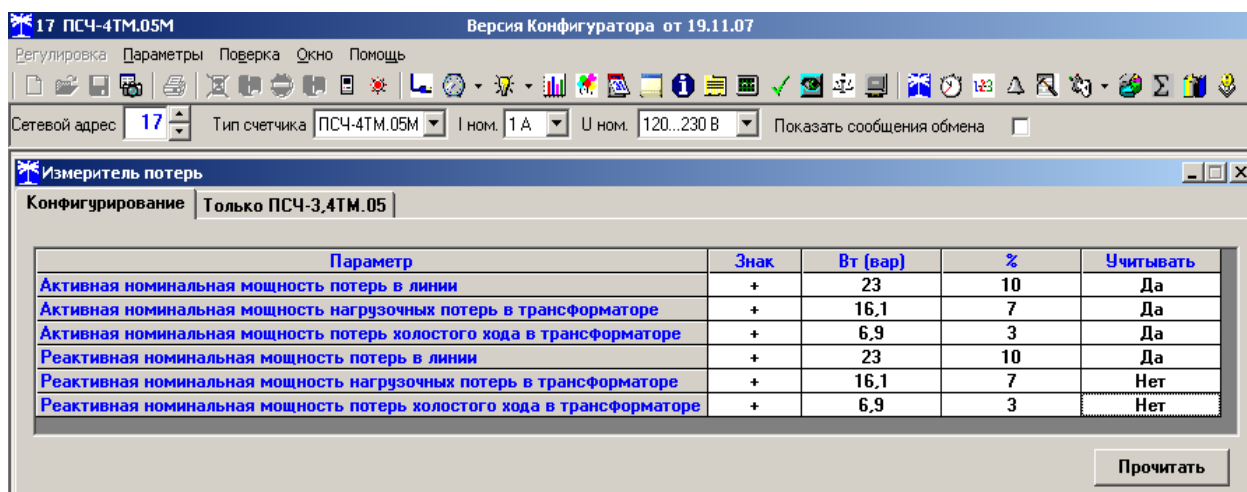 17 ПСЧ-4ТМ.05М Версия Конфигуратора от 19.11.07
Регулировка Параметры Поверка Окно Помощь
Сетевой адрес 17 Тип счетчика ПСЧ-4ТМ.05М I ном. 1 А U ном. 120...230 В Показать сообщения обмена
Измеритель потерь
Конфигурирование Только ПСЧ-3,4ТМ.05
Параметр Знак Вт (вар) % Учитывать
Активная номинальная мощность потерь в линии + 23 10 Да
Активная номинальная мощность нагрузочных потерь в трансформаторе + 16,1 7 Да
Активная номинальная мощность потерь холостого хода в трансформаторе + 6,9 3 Да
Реактивная номинальная мощность потерь в линии + 23 10 Да
Реактивная номинальная мощность нагрузочных потерь в трансформаторе + 16,1 7 Нет
Реактивная номинальная мощность потерь холостого хода в трансформаторе + 6,9 3 Нет
Прочитать